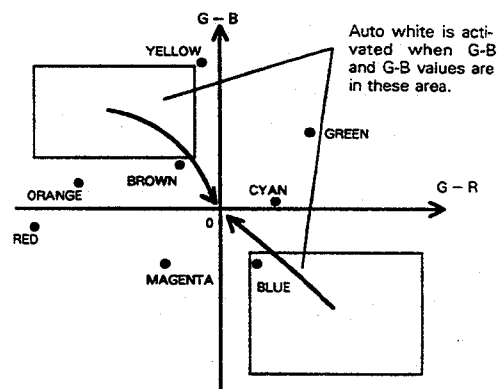 G – B
Auto white is acti-
vated when G-B
and G-B values are
in these area.
YELLOW
GREEN
BROWN
ORANGE
CYAN
G – R
0
RED
MAGENTA
BLUE